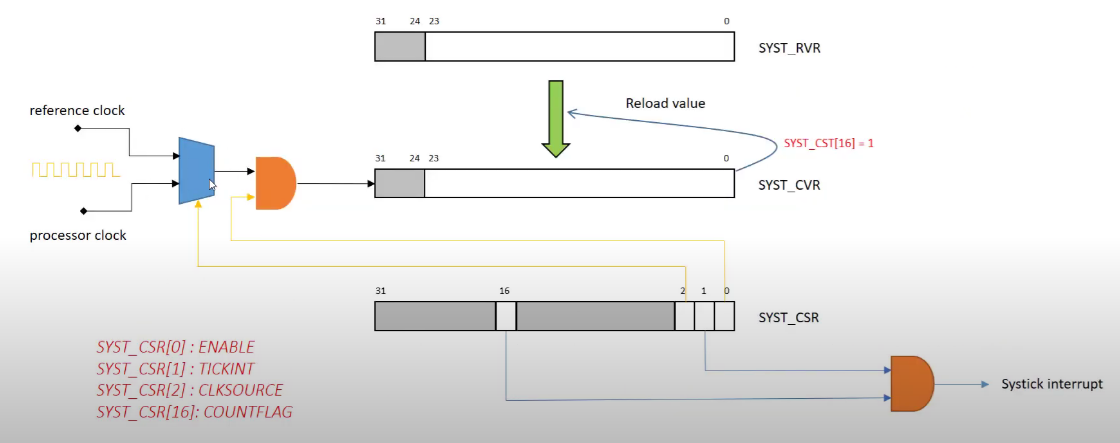 31 24 23 0
SYST_RVR
reference clock
Reload value
SYST_CST[16] = 1
31 24 23 0
SYST_CVR
processor clock
31 16 2 1 0
SYST_CSR
SYST_CSR[0] : ENABLE
SYST_CSR[1] : TICKINT
SYST_CSR[2] : CLKSOURCE
SYST_CSR[16]: COUNTFLAG
Systick interrupt